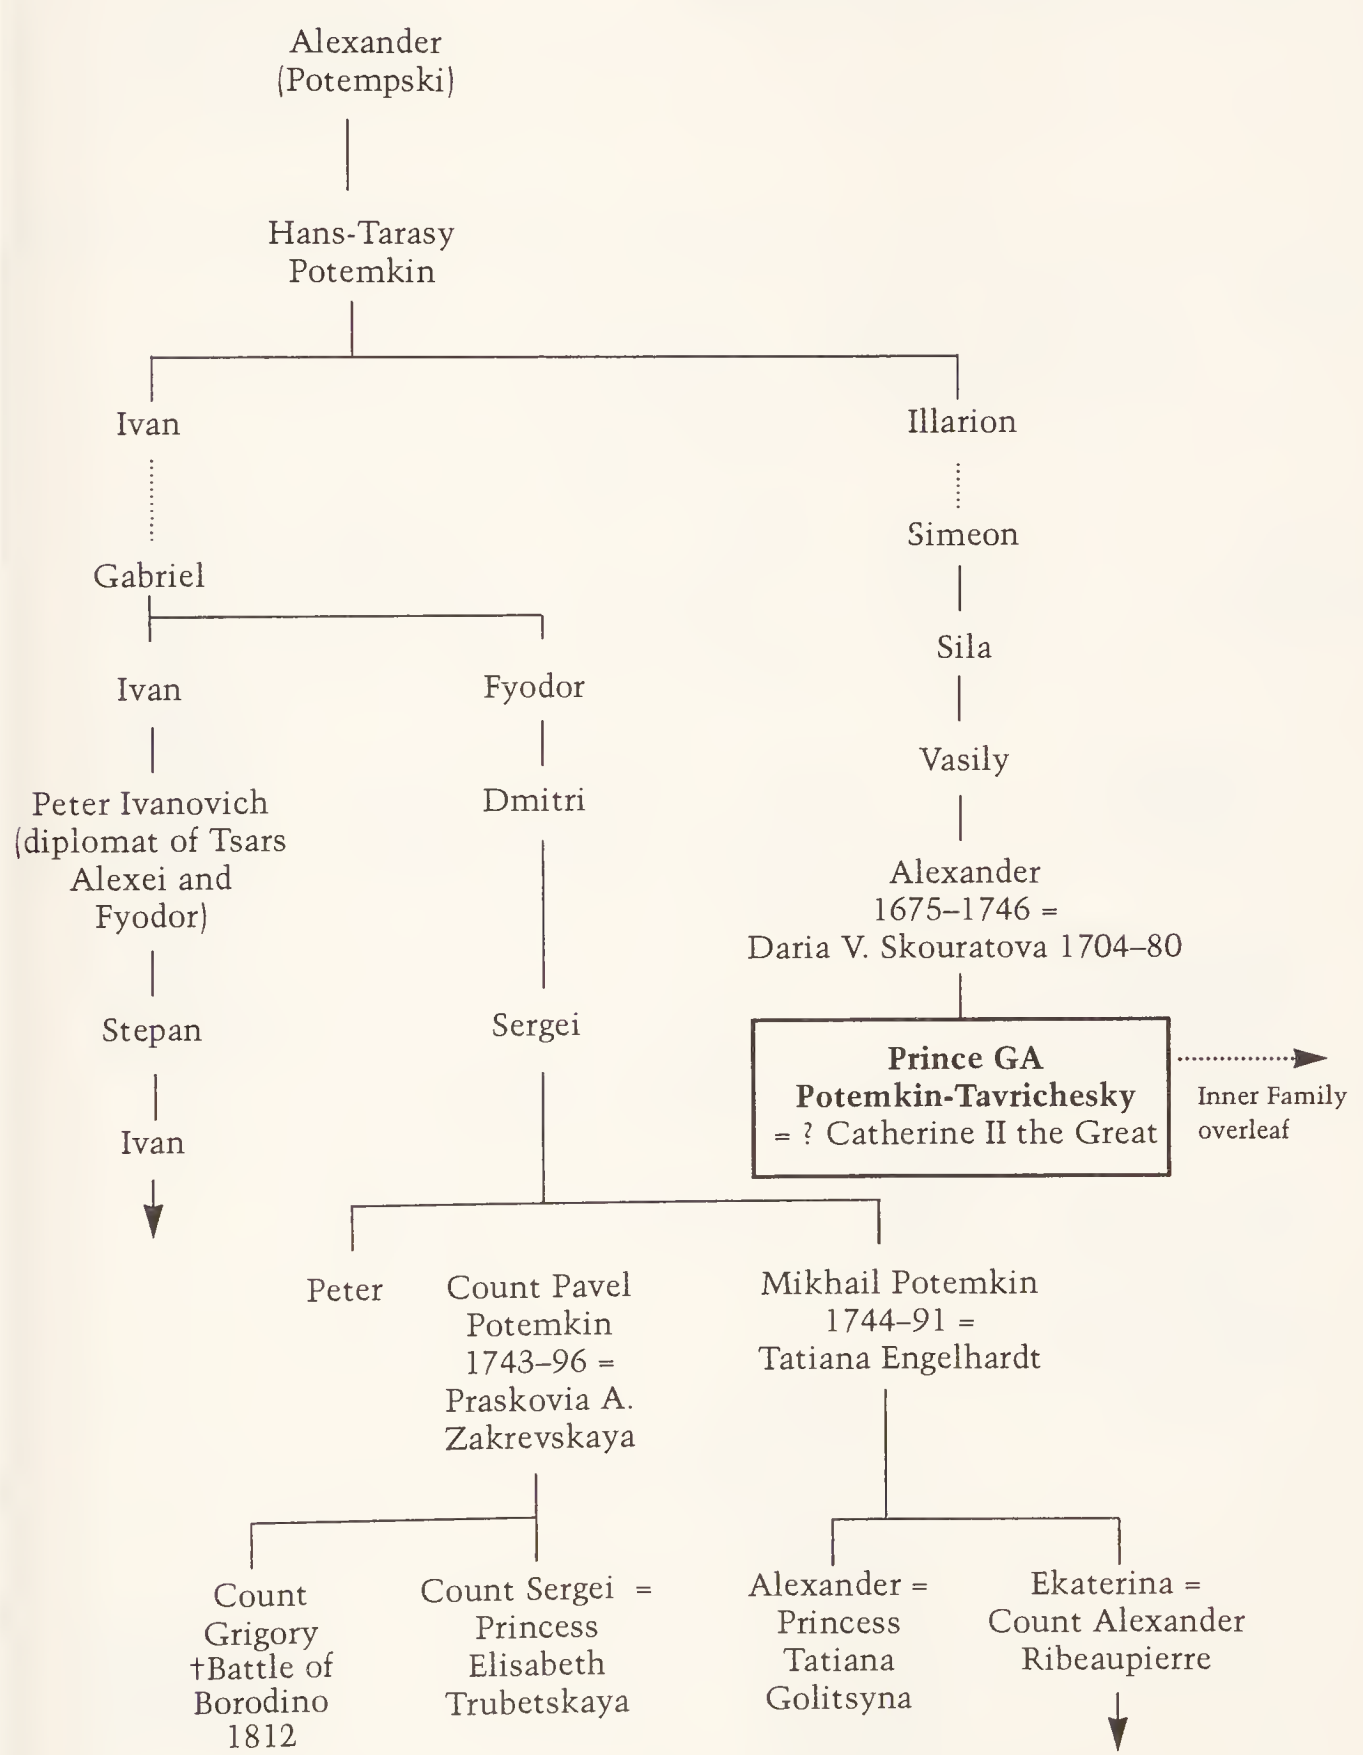 Alexander
(Potempski)
Hans-Tarasy
Potemkin
Ivan
Illarion
Simeon
Gabriel
Sila
Ivan
Fyodor
Vasily
Peter Ivanovich
(diplomat of Tsars
Alexei and
Fyodor)
Dmitri
Alexander
1675–1746 =
Daria V. Skouratova 1704–80
Stepan
Sergei
Prince GA
Potemkin-Tavrichesky
= ? Catherine II the Great
Inner Family
overleaf
Ivan
Peter
Count Pavel
Potemkin
1743–96 =
Praskovia A.
Zakrevskaya
Mikhail Potemkin
1744–91 =
Tatiana Engelhardt
Count
Grigory
†Battle of
Borodino
1812
Count Sergei =
Princess
Elisabeth
Trubetskaya
Alexander =
Princess
Tatiana
Golitsyna
Ekaterina =
Count Alexander
Ribeaupierre